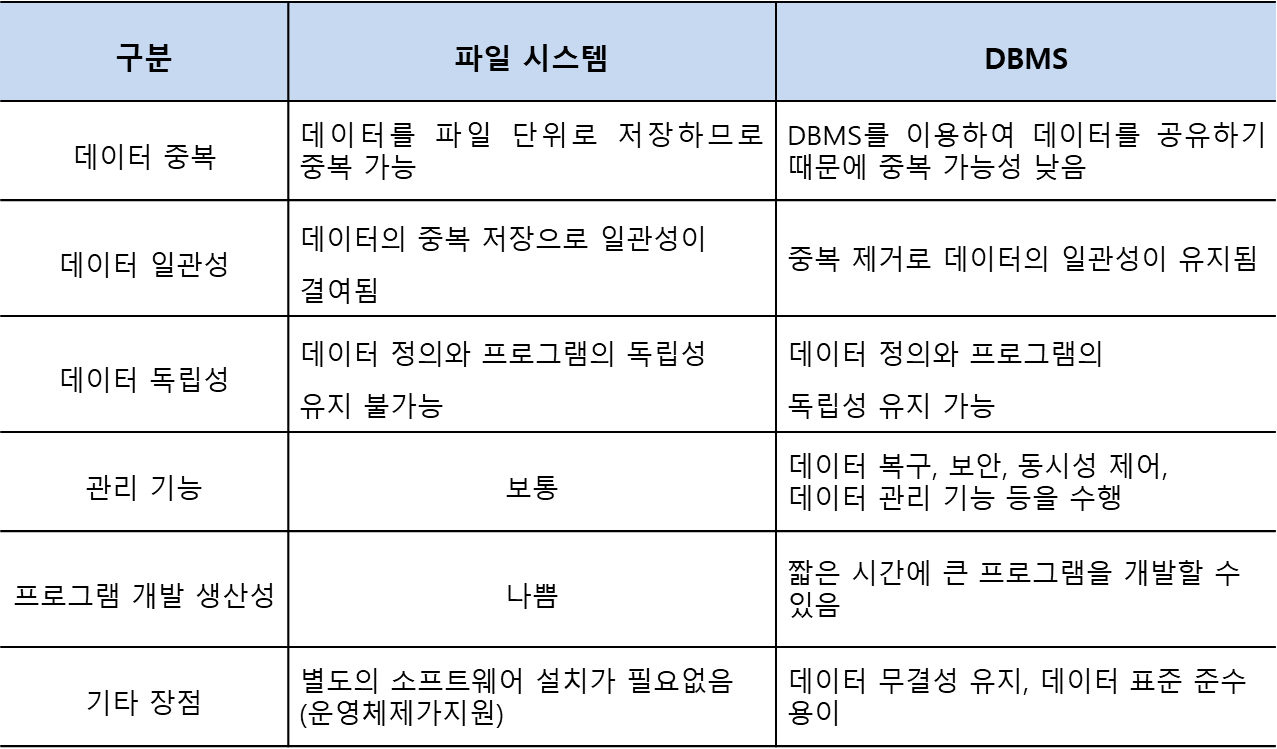 구분
파일 시스템
DBMS
데이터 중복
데이터를 파일 단위로 저장하므로
중복 가능
DBMS를 이용하여 데이터를 공유하기
때문에 중복 가능성 낮음
데이터 일관성
데이터의 중복 저장으로 일관성이
결여됨
중복 제거로 데이터의 일관성이 유지됨
데이터 독립성
데이터 정의와 프로그램의 독립성
유지 불가능
데이터 정의와 프로그램의
독립성 유지 가능
관리 기능
보통
데이터 복구, 보안, 동시성 제어,
데이터 관리 기능 등을 수행
프로그램 개발 생산성
나쁨
짧은 시간에 큰 프로그램을 개발할 수
있음
기타 장점
별도의 소프트웨어 설치가 필요없음
(운영체제가지원)
데이터 무결성 유지, 데이터 표준 준수
용이